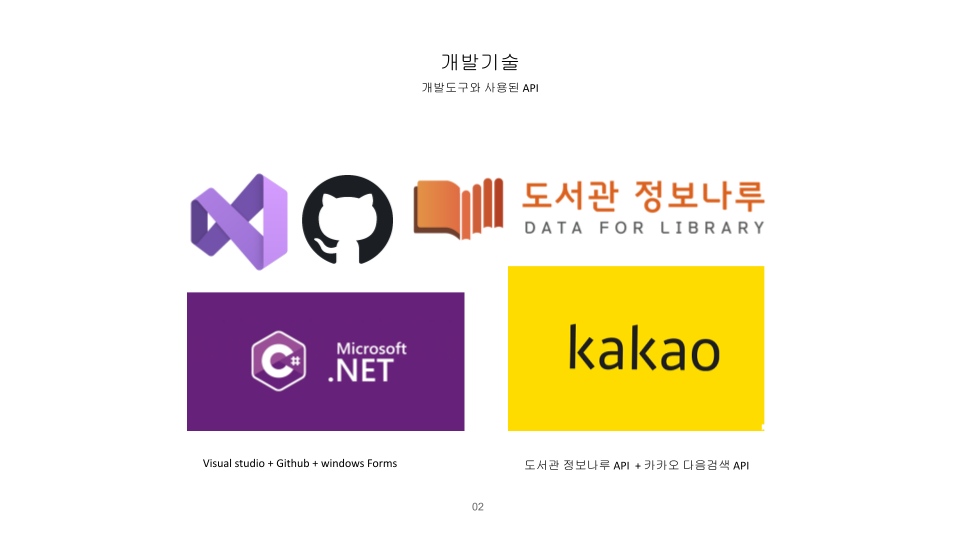 개발기술
개발도구와 사용된 API
도서관 정보나루
DATA FOR LIBRARY
C#
Microsoft
.NET
kakao
Visual studio + Github + windows Forms
도서관 정보나루 API + 카카오 다음검색 API
02